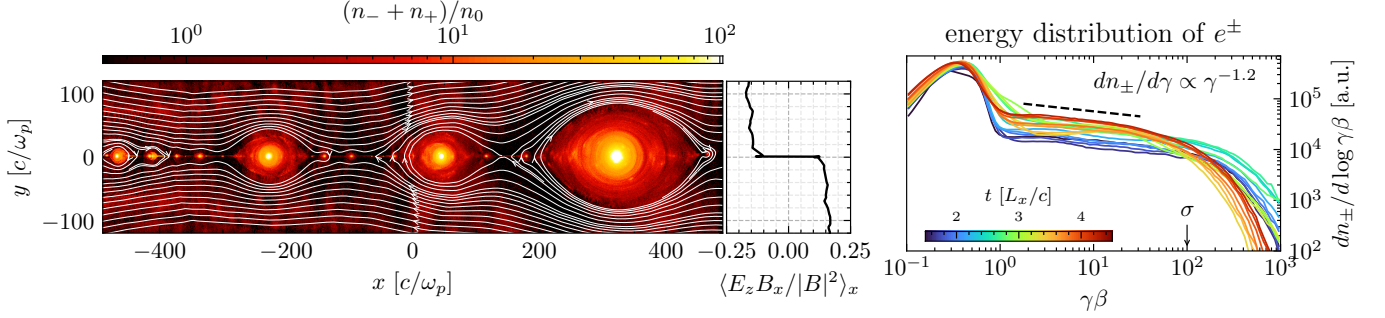 (n₋ + n₊)/n₀
10⁰ 10¹ 10²
y [c/ωₚ]
100
0
−100
−400 −200 0 200 400
x [c/ωₚ]
−0.25 0.00 0.25
⟨E_z B_x/|B|²⟩ₓ
energy distribution of e^±
dn_±/dγ ∝ γ^−1.2
t [L_x/c]
2 3 4
σ
10⁻¹ 10⁰ 10¹ 10² 10³
γβ
10⁵
10⁴
10³
10²
dn_±/d log γβ [a.u.]